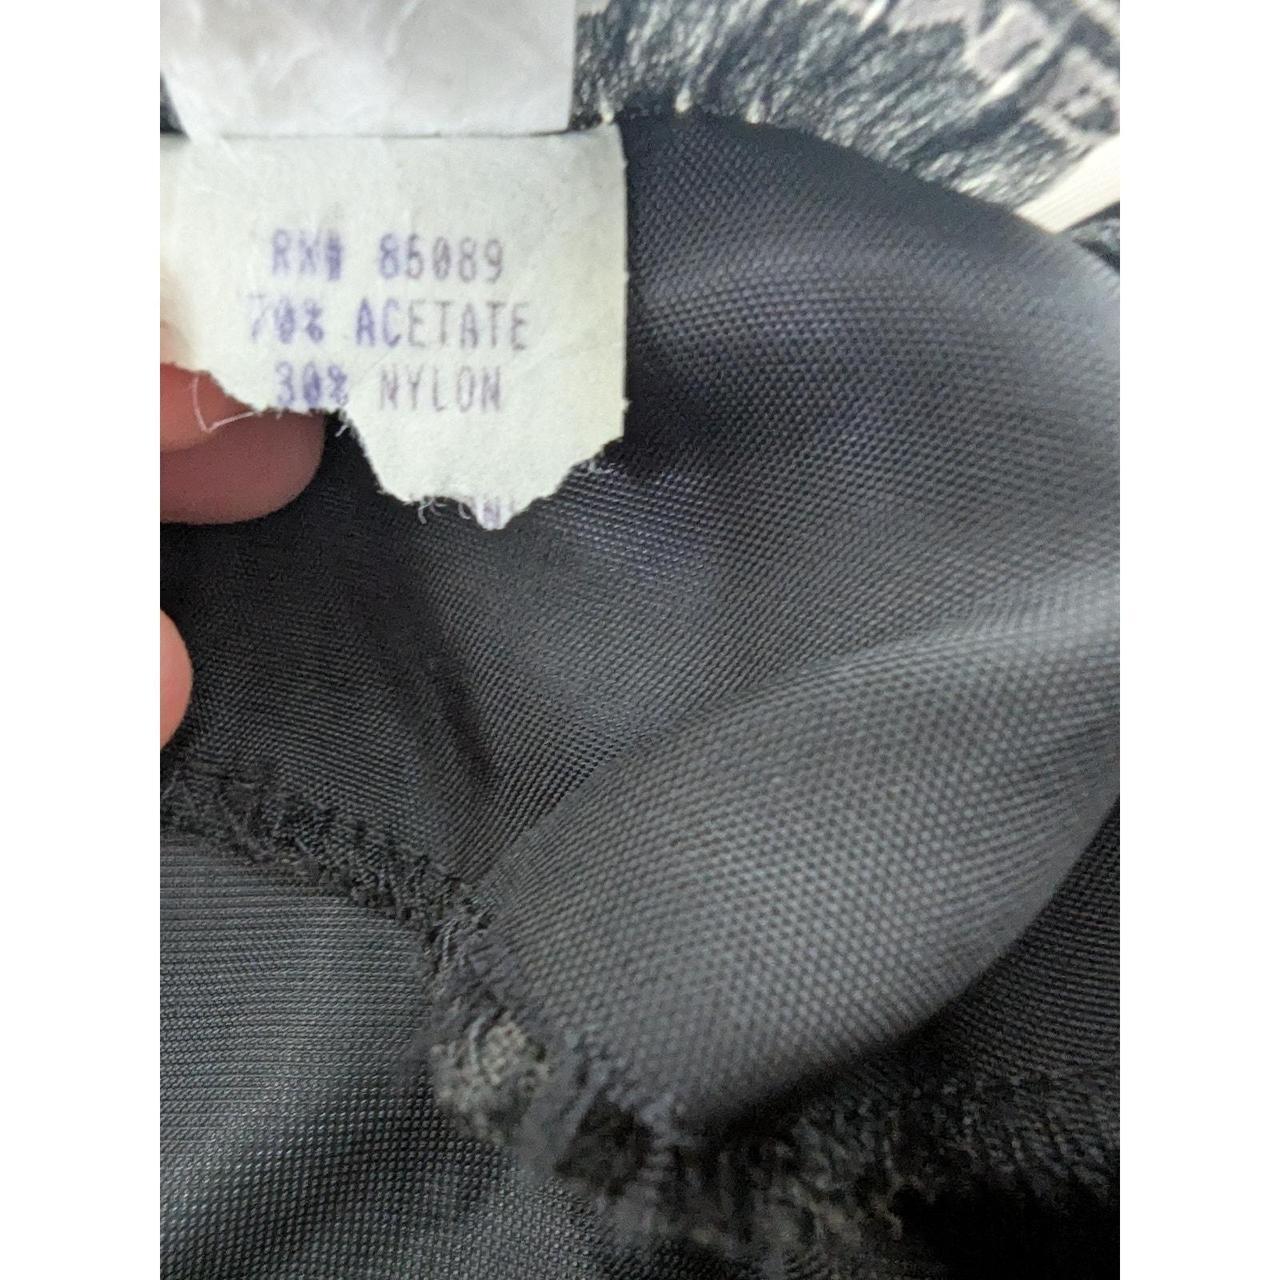 RN# 85089
70% ACETATE
30% NYLON